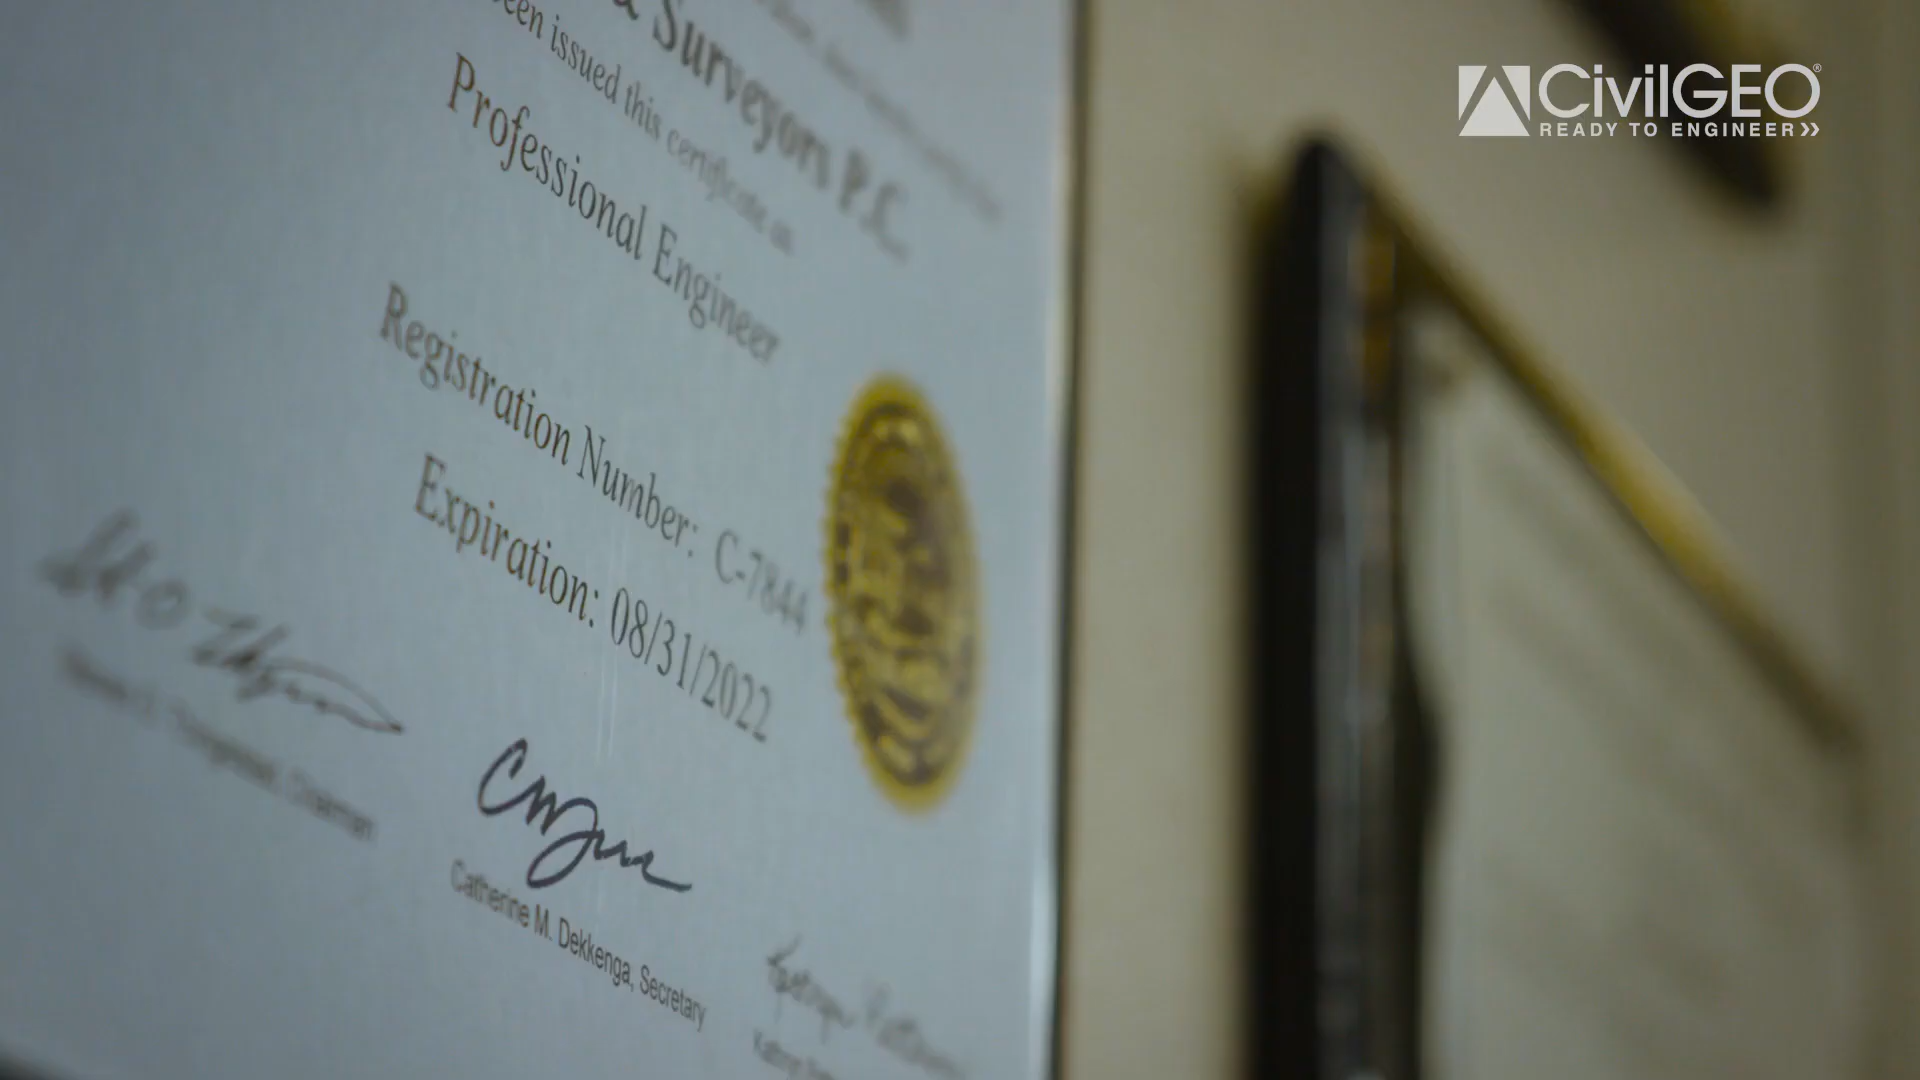 CivilGEO®
READY TO ENGINEER
Surveyors P.C.
een issued this certificate as
Professional Engineer
Registration Number: C-7844
Expiration: 08/31/2022
Chairman
Catherine M. Dekkenga, Secretary